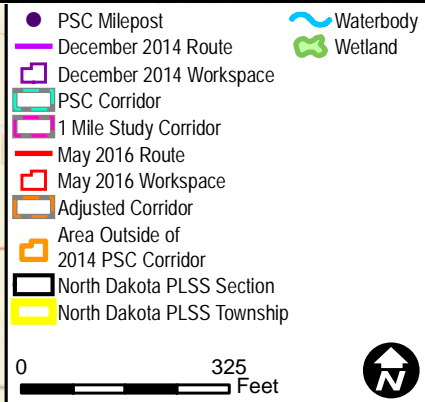 PSC Milepost
December 2014 Route
December 2014 Workspace
PSC Corridor
1 Mile Study Corridor
May 2016 Route
May 2016 Workspace
Adjusted Corridor
Area Outside of
2014 PSC Corridor
North Dakota PLSS Section
North Dakota PLSS Township
Waterbody
Wetland
0 325
Feet
N